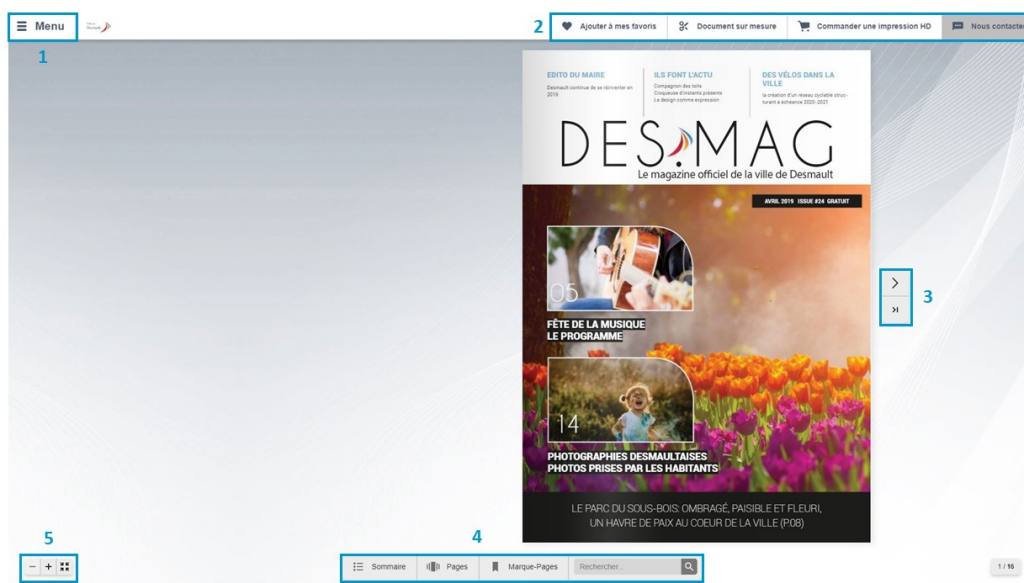 Menu
1
2
Ajouter à mes favoris
Document sur mesure
Commander une impression HD
Nous contacter
EDITO DU MAIRE
Desmault continue de se réinventer en
2019
ILS FONT L'ACTU
Compagnon des toits
Croqueuse d'instants présents
Le design comme expression
DES VÉLOS DANS LA
VILLE
la création d'un réseau cyclable struc-
turant à échéance 2020-2021
DES.MAG
Le magazine officiel de la ville de Desmault
AVRIL 2019 ISSUE #24 GRATUIT
05
FÊTE DE LA MUSIQUE
LE PROGRAMME
3
14
PHOTOGRAPHIES DESMAULTAISES
PHOTOS PRISES PAR LES HABITANTS
LE PARC DU SOUS-BOIS: OMBRAGÉ, PAISIBLE ET FLEURI,
UN HAVRE DE PAIX AU COEUR DE LA VILLE (P.08)
5
4
Sommaire
Pages
Marque-Pages
Rechercher...
1 / 16